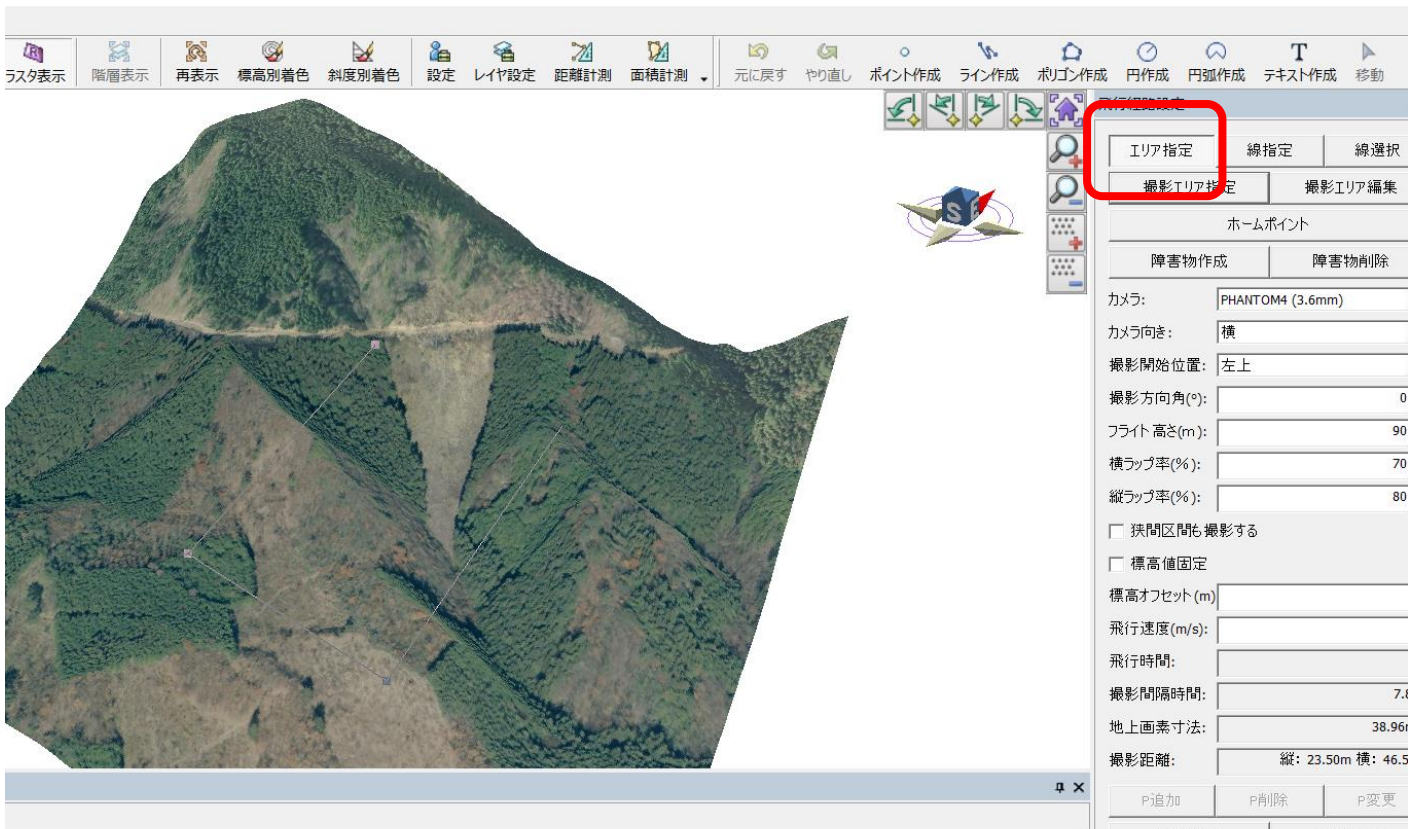 ラスタ表示 階層表示 再表示 標高別着色 斜度別着色 設定 レイヤ設定 距離計測 面積計測 元に戻す やり直し ポイント作成 ライン作成 ポリゴン作成 円作成 円弧作成 テキスト作成 移動
飛行経路設定
エリア指定 線指定 線選択
撮影エリア指定 撮影エリア編集
ホームポイント
障害物作成 障害物削除
カメラ: PHANTOM4 (3.6mm)
カメラ向き: 横
撮影開始位置: 左上
撮影方向角(°): 0
フライト高さ(m): 90
横ラップ率(%): 70
縦ラップ率(%): 80
狭間区間も撮影する
標高値固定
標高オフセット(m)
飛行速度(m/s):
飛行時間:
撮影間隔時間: 7.8
地上画素寸法: 38.96m
撮影距離: 縦: 23.50m 横: 46.5
P追加 P削除 P変更
S E